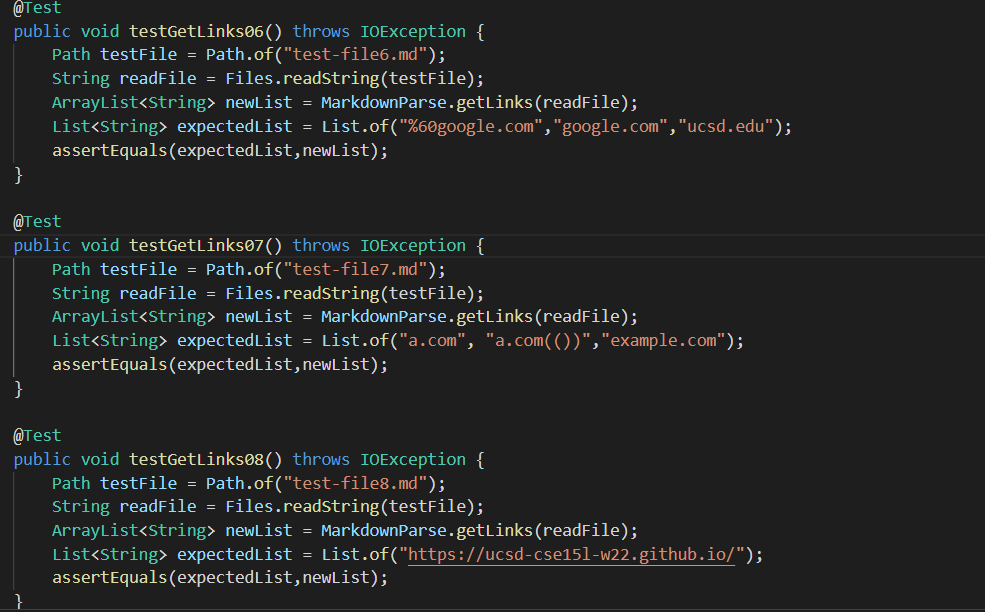 @Test
public void testGetLinks06() throws IOException {
Path testFile = Path.of("test-file6.md");
String readFile = Files.readString(testFile);
ArrayList<String> newList = MarkdownParse.getLinks(readFile);
List<String> expectedList = List.of("%60google.com","google.com","ucsd.edu");
assertEquals(expectedList,newList);
}
@Test
public void testGetLinks07() throws IOException {
Path testFile = Path.of("test-file7.md");
String readFile = Files.readString(testFile);
ArrayList<String> newList = MarkdownParse.getLinks(readFile);
List<String> expectedList = List.of("a.com", "a.com(())","example.com");
assertEquals(expectedList,newList);
}
@Test
public void testGetLinks08() throws IOException {
Path testFile = Path.of("test-file8.md");
String readFile = Files.readString(testFile);
ArrayList<String> newList = MarkdownParse.getLinks(readFile);
List<String> expectedList = List.of("https://ucsd-cse15l-w22.github.io/");
assertEquals(expectedList,newList);
}